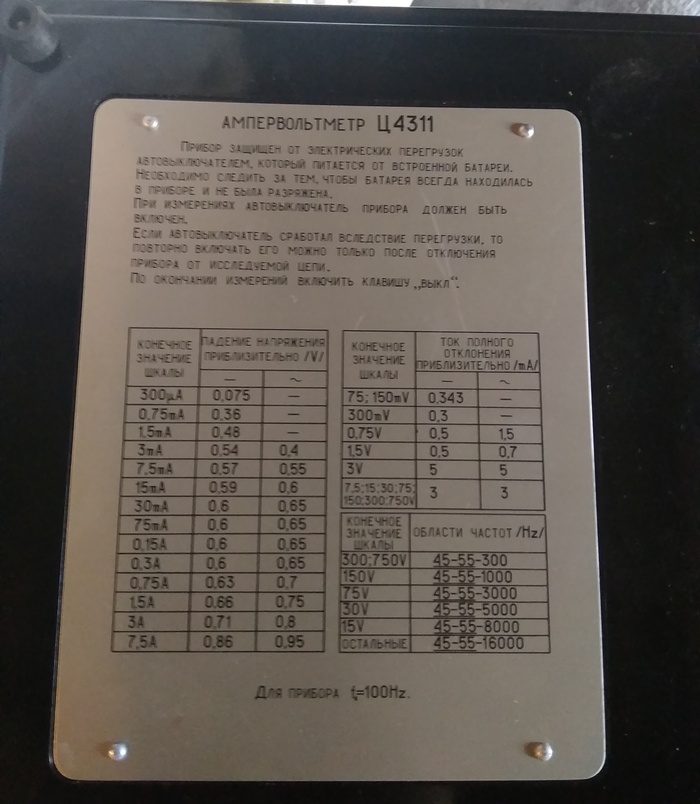 АМПЕРВОЛЬТМЕТР Ц4311
ПРИБОР ЗАЩИЩЕН ОТ ЭЛЕКТРИЧЕСКИХ ПЕРЕГРУЗОК
АВТОВЫКЛЮЧАТЕЛЕМ, КОТОРЫЙ ПИТАЕТСЯ ОТ ВСТРОЕННОЙ БАТАРЕИ.
НЕОБХОДИМО СЛЕДИТЬ ЗА ТЕМ, ЧТОБЫ БАТАРЕЯ ВСЕГДА НАХОДИЛАСЬ
В ПРИБОРЕ И НЕ БЫЛА РАЗРЯЖЕНА.
ПРИ ИЗМЕРЕНИЯХ АВТОВЫКЛЮЧАТЕЛЬ ПРИБОРА ДОЛЖЕН БЫТЬ
ВКЛЮЧЕН.
ЕСЛИ АВТОВЫКЛЮЧАТЕЛЬ СРАБОТАЛ ВСЛЕДСТВИЕ ПЕРЕГРУЗКИ, ТО
ПОВТОРНО ВКЛЮЧАТЬ ЕГО МОЖНО ТОЛЬКО ПОСЛЕ ОТКЛЮЧЕНИЯ
ПРИБОРА ОТ ИССЛЕДУЕМОЙ ЦЕПИ.
ПО ОКОНЧАНИИ ИЗМЕРЕНИЙ ВКЛЮЧИТЬ КЛАВИШУ „ВЫКЛ“.
КОНЕЧНОЕ ЗНАЧЕНИЕ ШКАЛЫ ПАДЕНИЕ НАПРЯЖЕНИЯ ПРИБЛИЗИТЕЛЬНО /V/
— ~
300μA 0,075 —
0,75mA 0,36 —
1,5mA 0,48 —
3mA 0,54 0,4
7,5mA 0,57 0,55
15mA 0,59 0,6
30mA 0,6 0,65
75mA 0,6 0,65
0,15A 0,6 0,65
0,3A 0,6 0,65
0,75A 0,63 0,7
1,5A 0,66 0,75
3A 0,71 0,8
7,5A 0,86 0,95
КОНЕЧНОЕ ЗНАЧЕНИЕ ШКАЛЫ ТОК ПОЛНОГО ОТКЛОНЕНИЯ ПРИБЛИЗИТЕЛЬНО /mA/
— ~
75; 150mV 0,343 —
300mV 0,3 —
0,75V 0,5 1,5
1,5V 0,5 0,7
3V 5 5
7,5;15;30;75; 150;300;750V 3 3
КОНЕЧНОЕ ЗНАЧЕНИЕ ШКАЛЫ ОБЛАСТИ ЧАСТОТ /Hz/
300;750V 45-55-300
150V 45-55-1000
75V 45-55-3000
30V 45-55-5000
15V 45-55-8000
ОСТАЛЬНЫЕ 45-55-16000
ДЛЯ ПРИБОРА =100Hz.